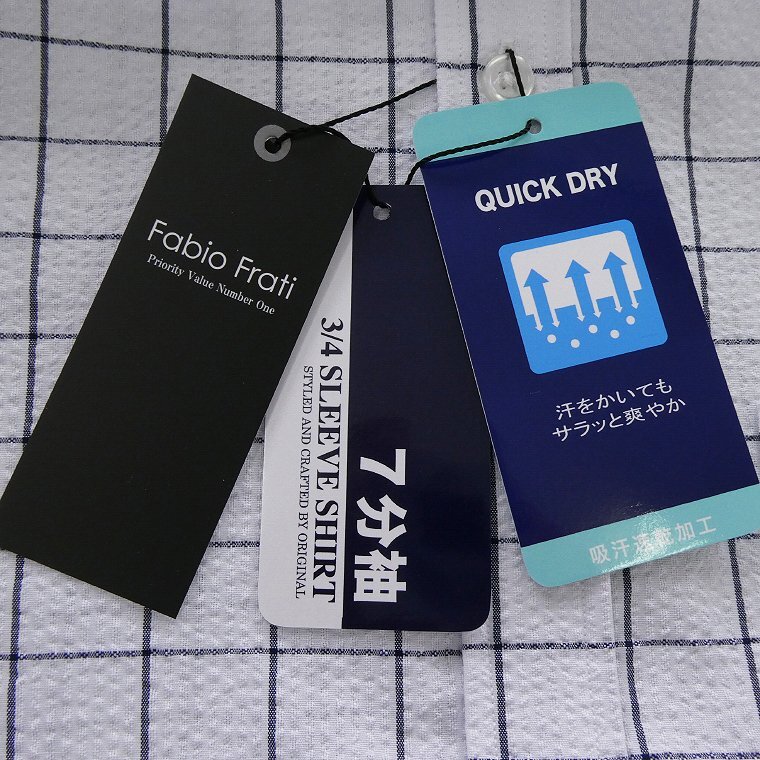 Fabio Frati
Priority Value Number One
3/4 SLEEVE SHIRT
STYLED AND CRAFTED BY ORIGINAL
7分袖
QUICK DRY
汗をかいても
サラッと爽やか
吸汗速乾加工